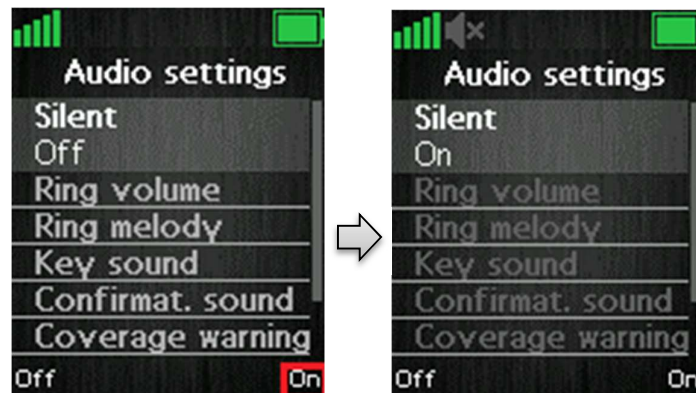 Audio settings
Silent
Off
Ring volume
Ring melody
Key sound
Confirmat. sound
Coverage warning
Off On
Audio settings
Silent
On
Ring volume
Ring melody
Key sound
Confirmat. sound
Coverage warning
Off On